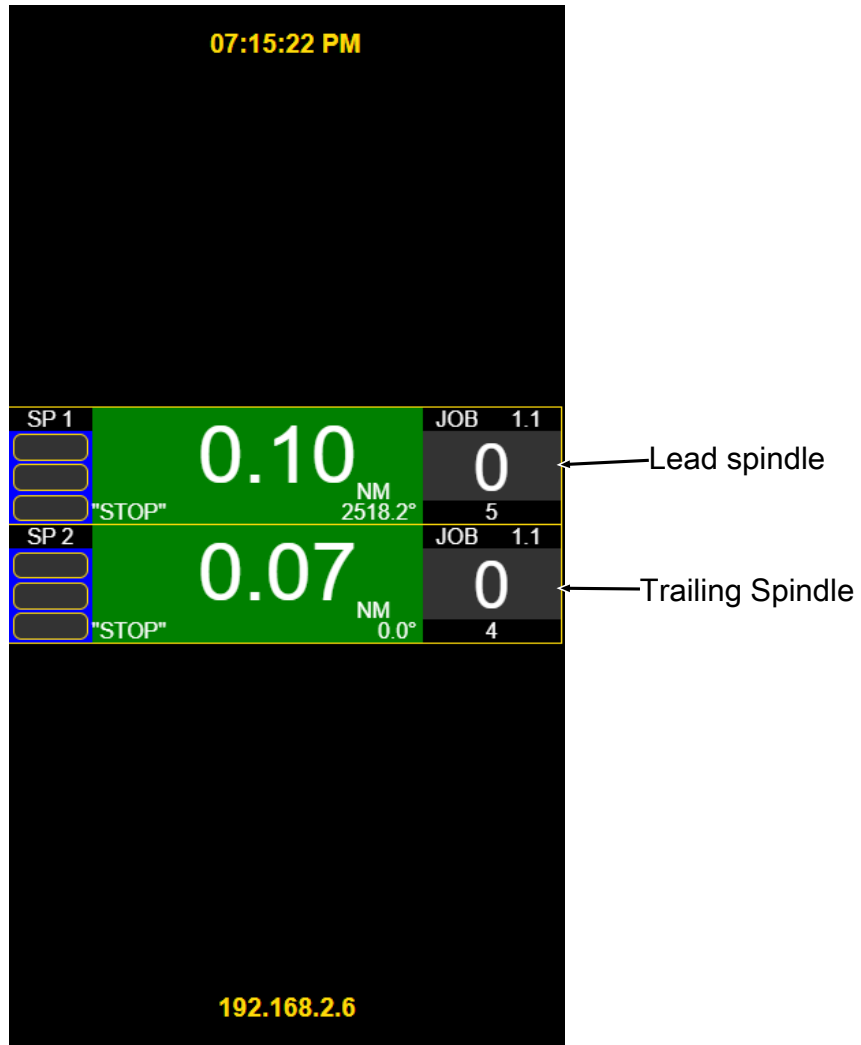 07:15:22 PM
SP 1
JOB 1.1
0.10
NM
0
"STOP"
2518.2°
5
Lead spindle
SP 2
JOB 1.1
0.07
NM
0
"STOP"
0.0°
4
Trailing Spindle
192.168.2.6